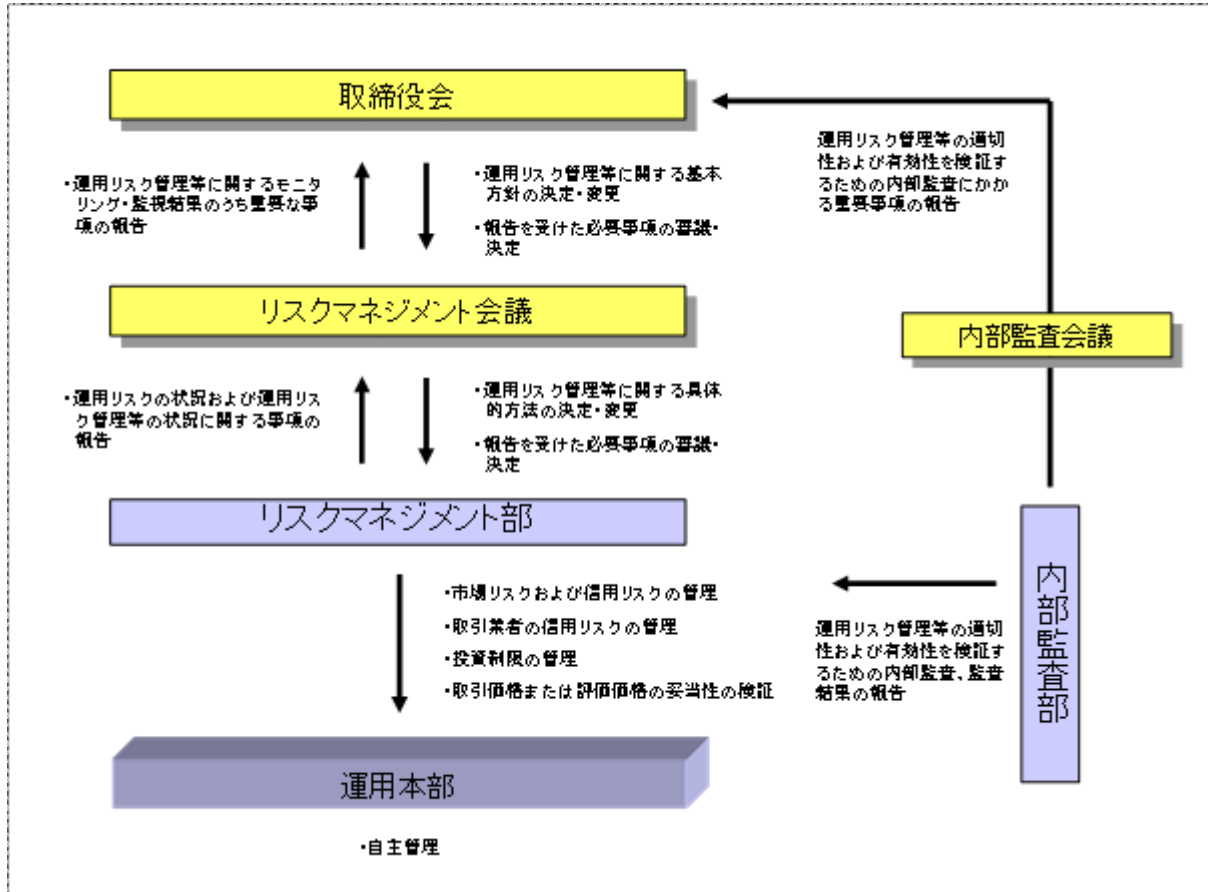 取締役会
・運用リスク管理等に関するモニタ
リング・監視結果のうち重要な事
項の報告
・運用リスク管理等に関する基本
方針の決定・変更
・報告を受けた必要事項の審議・
決定
運用リスク管理等の適切
性および有効性を検証す
るための内部監査にかか
る重要事項の報告
リスクマネジメント会議
内部監査会議
・運用リスクの状況および運用リス
ク管理等の状況に関する事項の
報告
・運用リスク管理等に関する具体
的方法の決定・変更
・報告を受けた必要事項の審議・
決定
リスクマネジメント部
・市場リスクおよび信用リスクの管理
・取引業者の信用リスクの管理
・投資制限の管理
・取引価格または評価価格の妥当性の検証
運用リスク管理等の適切
性および有効性を検証す
るための内部監査、監査
結果の報告
内部監査部
運用本部
・自主管理